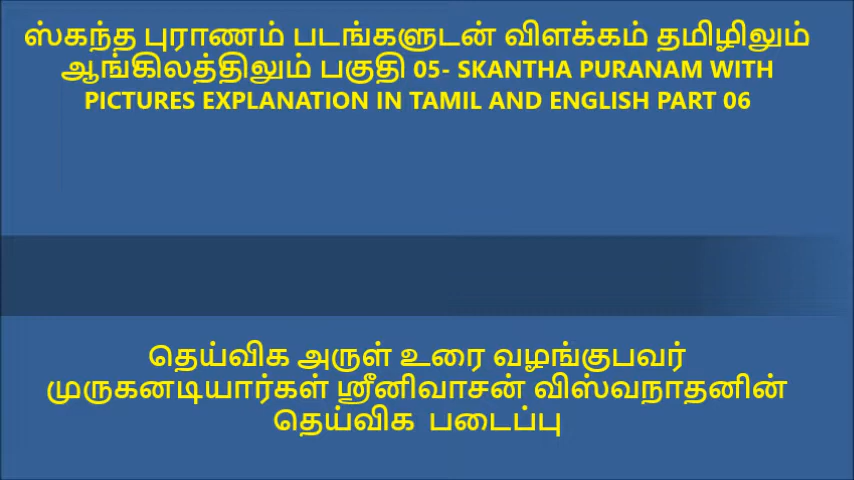 ஸ்கந்த புராணம் படங்களுடன் விளக்கம் தமிழிலும்
ஆங்கிலத்திலும் பகுதி 05- SKANTHA PURANAM WITH
PICTURES EXPLANATION IN TAMIL AND ENGLISH PART 06
தெய்விக அருள் உரை வழங்குபவர்
முருகனடியார்கள் ஸ்ரீனிவாசன் விஸ்வநாதனின்
தெய்விக படைப்பு